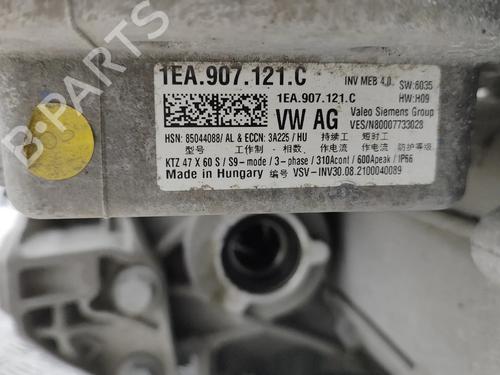 1EA.907.121.C
INV MEB 4.0
SW:6035
1EA.907.121.C
HW:H09
VW AG
Valeo Siemens Group
VES/N80007733028
HSN: 85044088/ AL & ECCN: 3A225 / HU
持续工 短时工
型号 工作制 相数 作电流 作电流 防护等级
KTZ 47 X 60 S / S9-mode / 3-phase / 310Acont / 600Apeak / IP66
Made in Hungary 编号 VSV-INV30.08.2100040089
B-PARTS